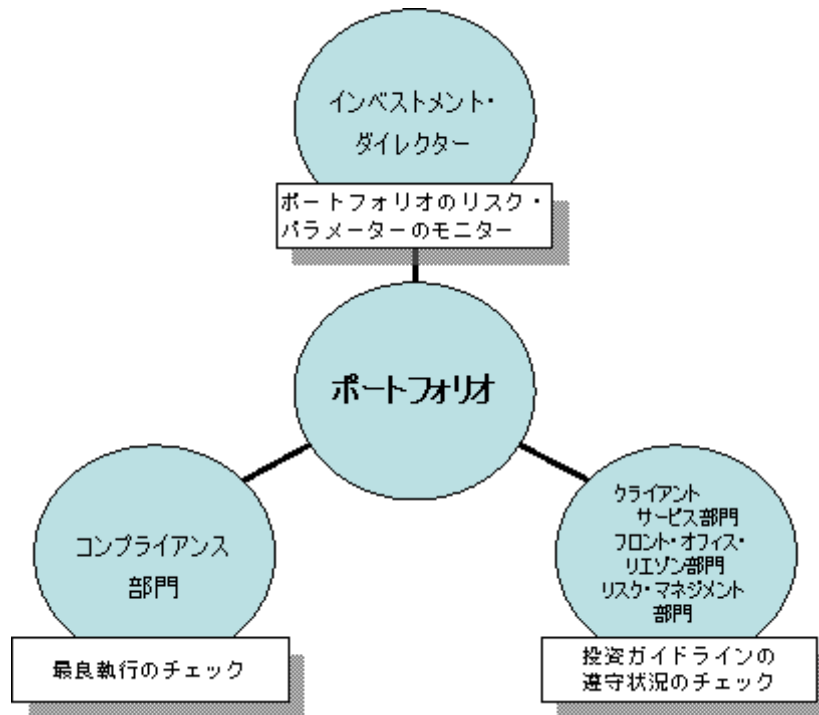 インベストメント・
ダイレクター
ポートフォリオのリスク・
パラメーターのモニター
ポートフォリオ
コンプライアンス
部門
最良執行のチェック
クライアント
サービス部門
フロント・オフィス・
リエゾン部門
リスク・マネジメント
部門
投資ガイドラインの
遵守状況のチェック